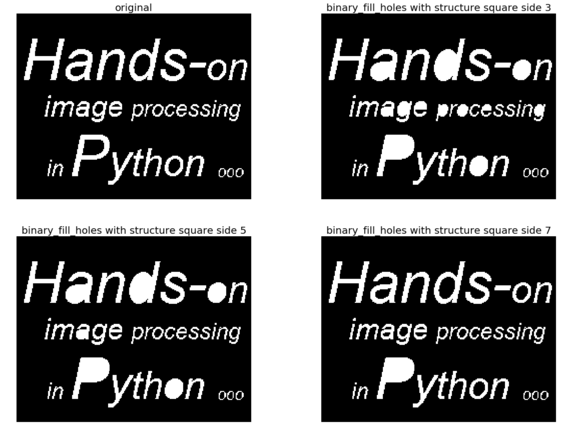 original
Hands-on
image processing
in Python ooo
binary_fill_holes with structure square side 3
Hands-on
image processing
in Python ooo
binary_fill_holes with structure square side 5
Hands-on
image processing
in Python ooo
binary_fill_holes with structure square side 7
Hands-on
image processing
in Python ooo